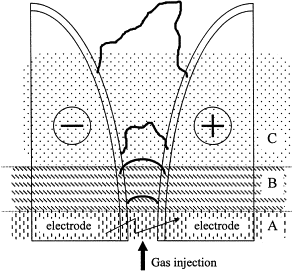 − +
C
B
electrode electrode A
Gas injection